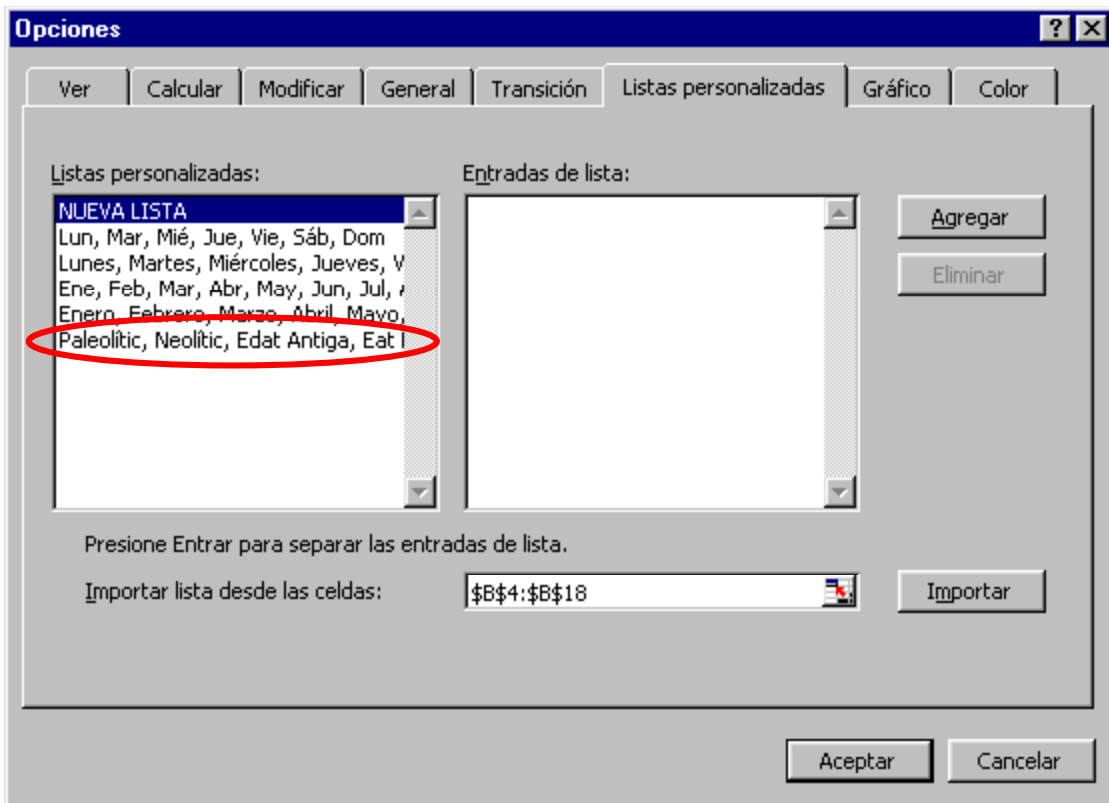 Opciones
Ver Calcular Modificar General Transición Listas personalizadas Gráfico Color
Listas personalizadas: Entradas de lista:
NUEVA LISTA
Lun, Mar, Mié, Jue, Vie, Sáb, Dom
Lunes, Martes, Miércoles, Jueves, V
Ene, Feb, Mar, Abr, May, Jun, Jul, A
Enero, Febrero, Marzo, Abril, Mayo,
Paleolític, Neolític, Edat Antiga, Eat
Agregar
Eliminar
Presione Entrar para separar las entradas de lista.
Importar lista desde las celdas: $B$4:$B$18 Importar
Aceptar Cancelar